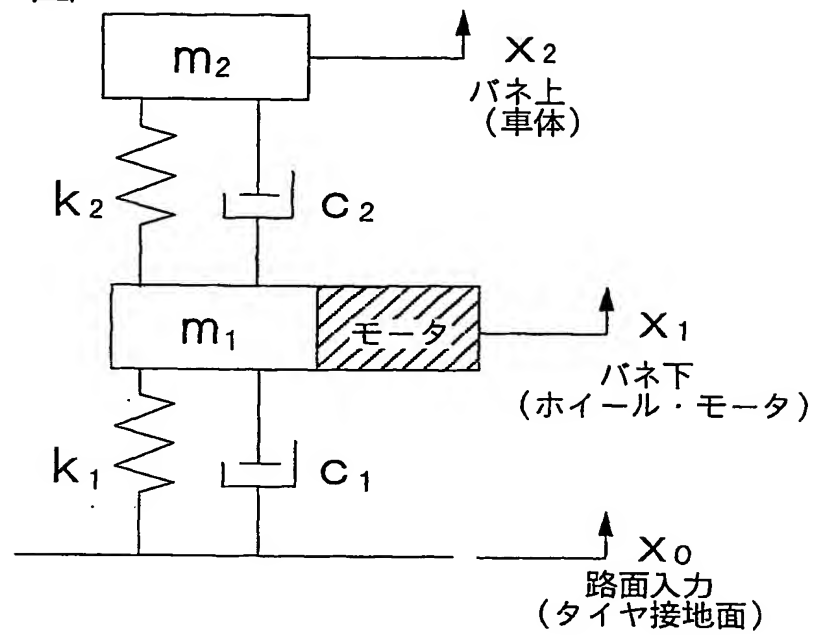 m₂
x₂
バネ上
(車体)
k₂
c₂
m₁
モータ
x₁
バネ下
(ホイール・モータ)
k₁
c₁
x₀
路面入力
(タイヤ接地面)